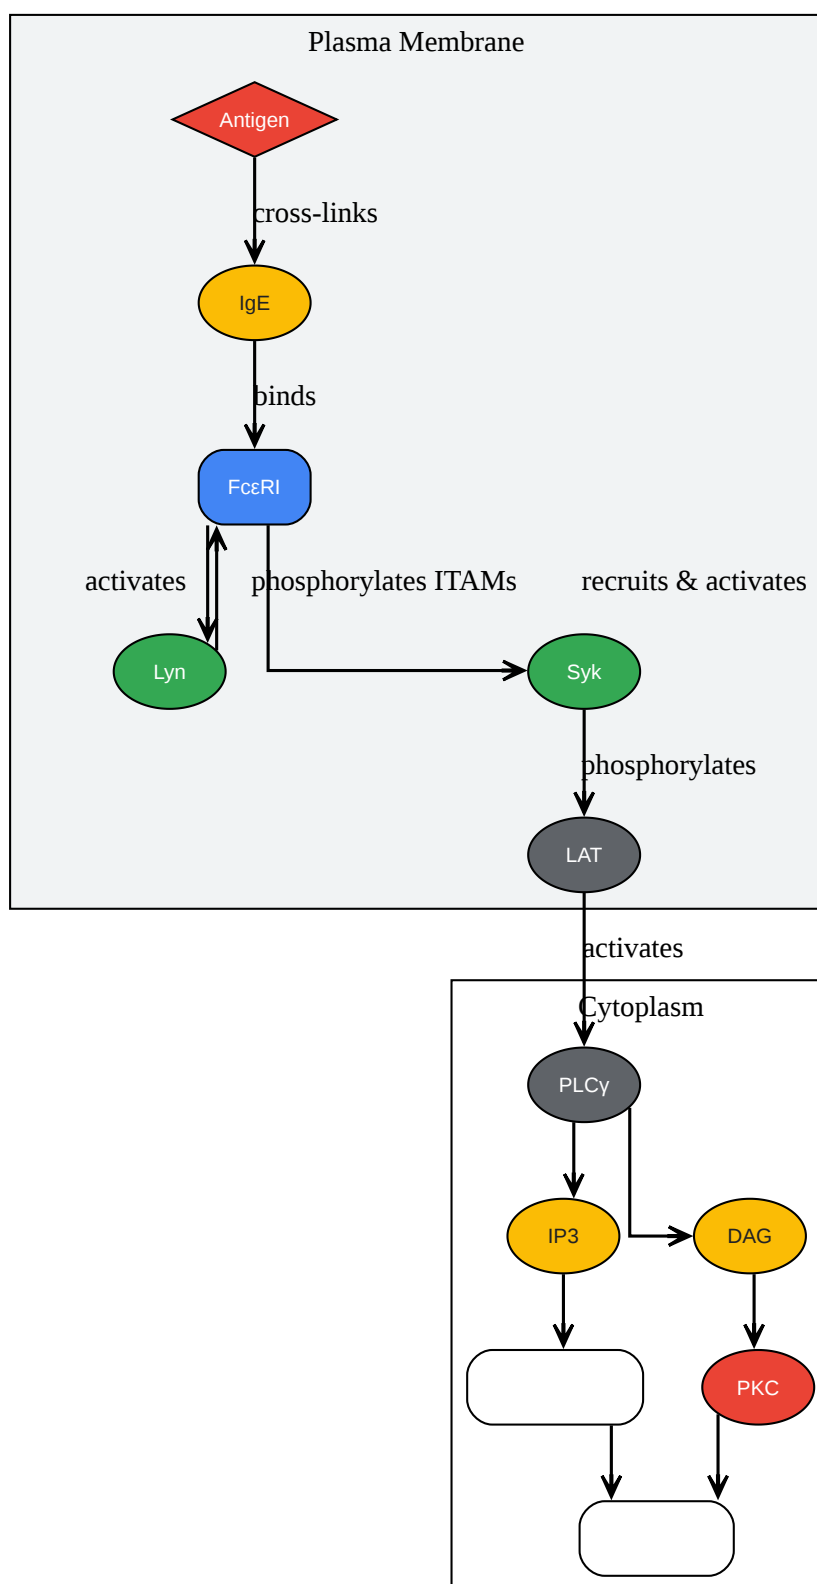 Plasma Membrane
Antigen
cross-links
IgE
binds
FcεRI
activates
phosphorylates ITAMs
recruits & activates
Lyn
Syk
phosphorylates
LAT
activates
Cytoplasm
PLCγ
IP3
DAG
PKC